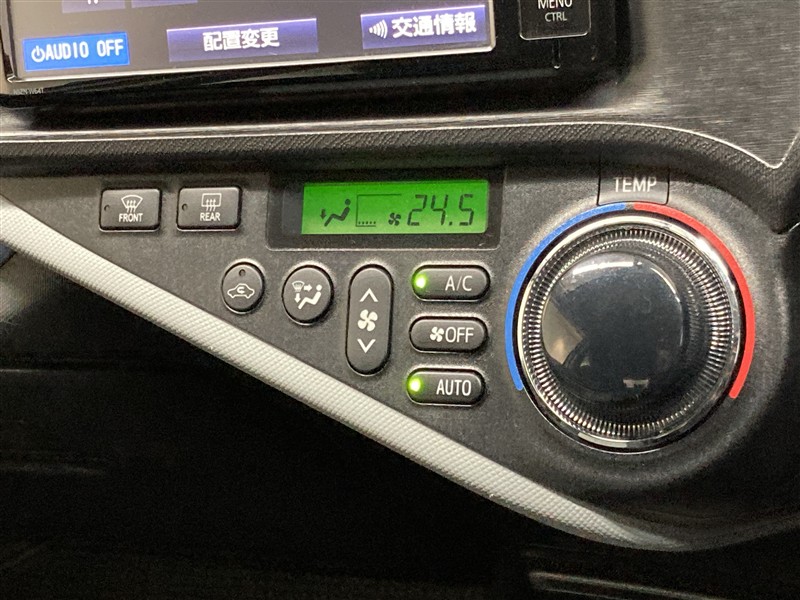 MENU
CTRL
AUDIO OFF
配置変更
交通情報
TEMP
FRONT
REAR
24.5
A/C
OFF
AUTO